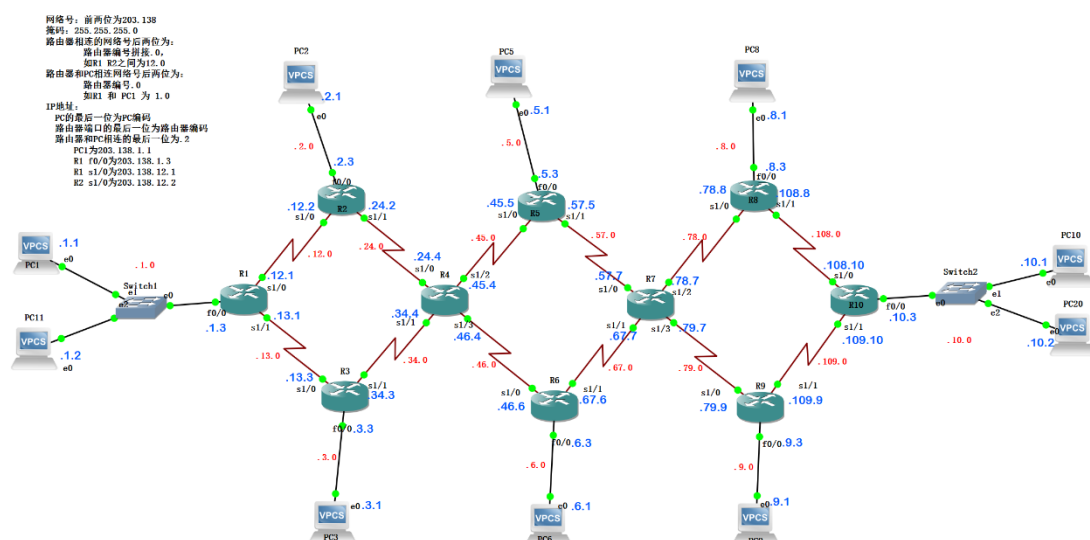 网络号：前两位为203.138
掩码：255.255.255.0
路由器相连的网络号后两位为：
路由器编号拼接.0，
如R1 R2之间为12.0
路由器和PC相连网络号后两位为：
路由器编号.0
如R1 和 PC1 为 1.0
IP地址：
PC的最后一位为PC编码
路由器端口的最后一位为路由器编码
路由器和PC相连的最后一位为.2
PC1为203.138.1.1
R1 f0/0为203.138.1.3
R1 s1/0为203.138.12.1
R2 s1/0为203.138.12.2
PC2
VPCS
.2.1
e0
.2.0
.2.3
f0/0
R2
.12.2
s1/0
.24.2
s1/1
.12.0
.24.0
PC5
VPCS
.5.1
e0
.5.0
.5.3
f0/0
R5
.45.5
s1/0
.57.5
s1/1
.45.0
.57.0
PC8
VPCS
.8.1
e0
.8.0
.8.3
f0/0
R8
.78.8
s1/0
.108.8
s1/1
.78.0
.108.0
VPCS
.1.1
PC1
e0
.1.0
Switch1
e1
e2
e0
PC11
VPCS
.1.2
e0
R1
.12.1
s1/0
f0/0
.1.3
.13.1
s1/1
.13.0
.24.4
s1/0
R4
s1/2
.45.4
.34.4
s1/1
s1/3
.46.4
.34.0
.46.0
.57.7
s1/0
R7
.78.7
s1/2
s1/1
.67.7
s1/3
.79.7
.67.0
.79.0
.108.10
s1/0
R10
f0/0
.10.3
s1/1
.109.10
.109.0
Switch2
e0
e1
e2
.10.0
PC10
VPCS
.10.1
e0
PC20
VPCS
e0
.10.2
R3
.13.3
s1/0
s1/1
.34.3
f0/0
.3.3
.3.0
e0
.3.1
VPCS
PC3
R6
s1/0
.46.6
s1/1
.67.6
f0/0
.6.3
.6.0
e0
.6.1
VPCS
PC6
R9
s1/0
.79.9
s1/1
.109.9
f0/0
.9.3
.9.0
e0
.9.1
VPCS